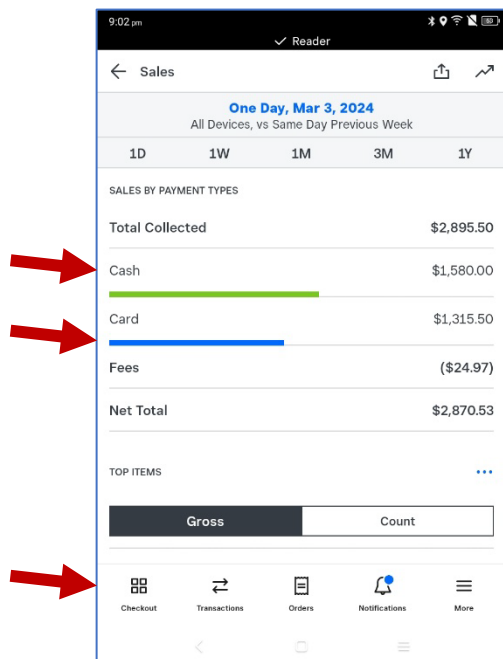 9:02 pm
✓ Reader
← Sales
One Day, Mar 3, 2024
All Devices, vs Same Day Previous Week
1D 1W 1M 3M 1Y
SALES BY PAYMENT TYPES
Total Collected $2,895.50
Cash $1,580.00
Card $1,315.50
Fees ($24.97)
Net Total $2,870.53
TOP ITEMS
Gross Count
Checkout Transactions Orders Notifications More